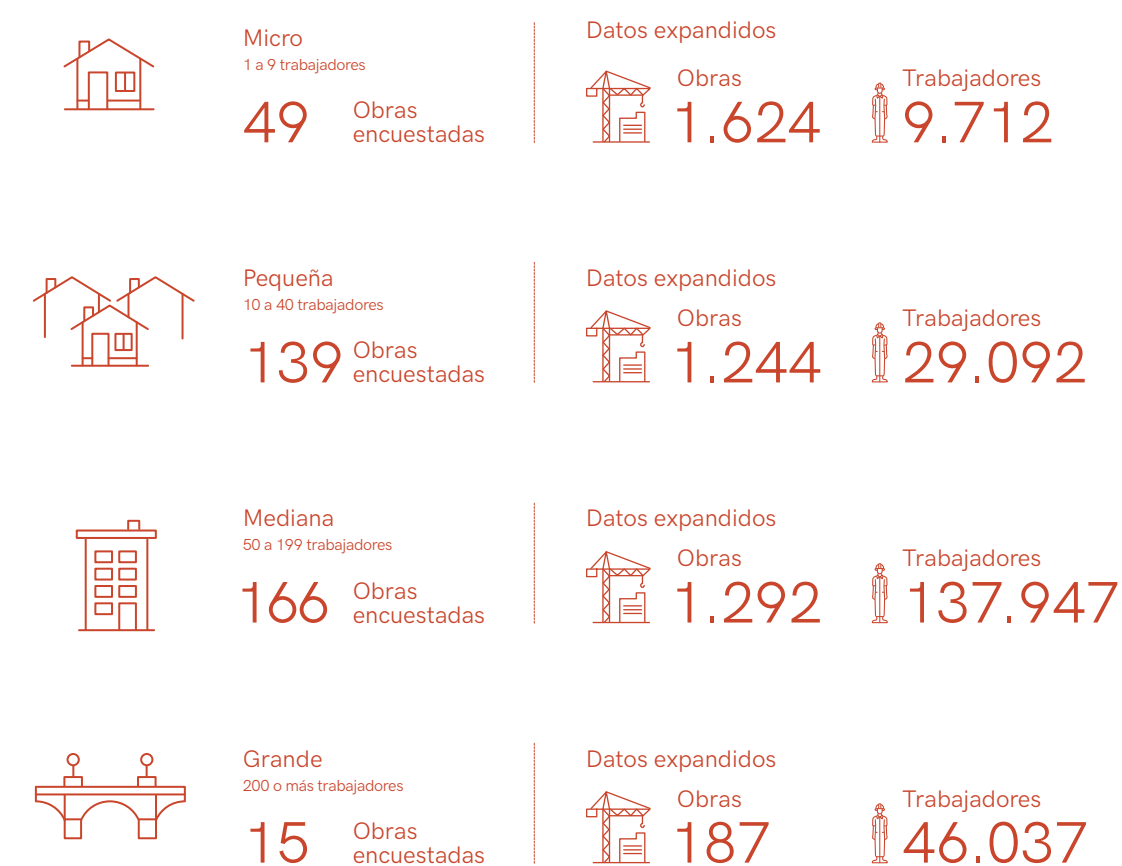 Micro
1 a 9 trabajadores
49 Obras
encuestadas
Datos expandidos
Obras
1.624
Trabajadores
9.712
Pequeña
10 a 40 trabajadores
139 Obras
encuestadas
Datos expandidos
Obras
1.244
Trabajadores
29.092
Mediana
50 a 199 trabajadores
166 Obras
encuestadas
Datos expandidos
Obras
1.292
Trabajadores
137.947
Grande
200 o más trabajadores
15 Obras
encuestadas
Datos expandidos
Obras
187
Trabajadores
46.037